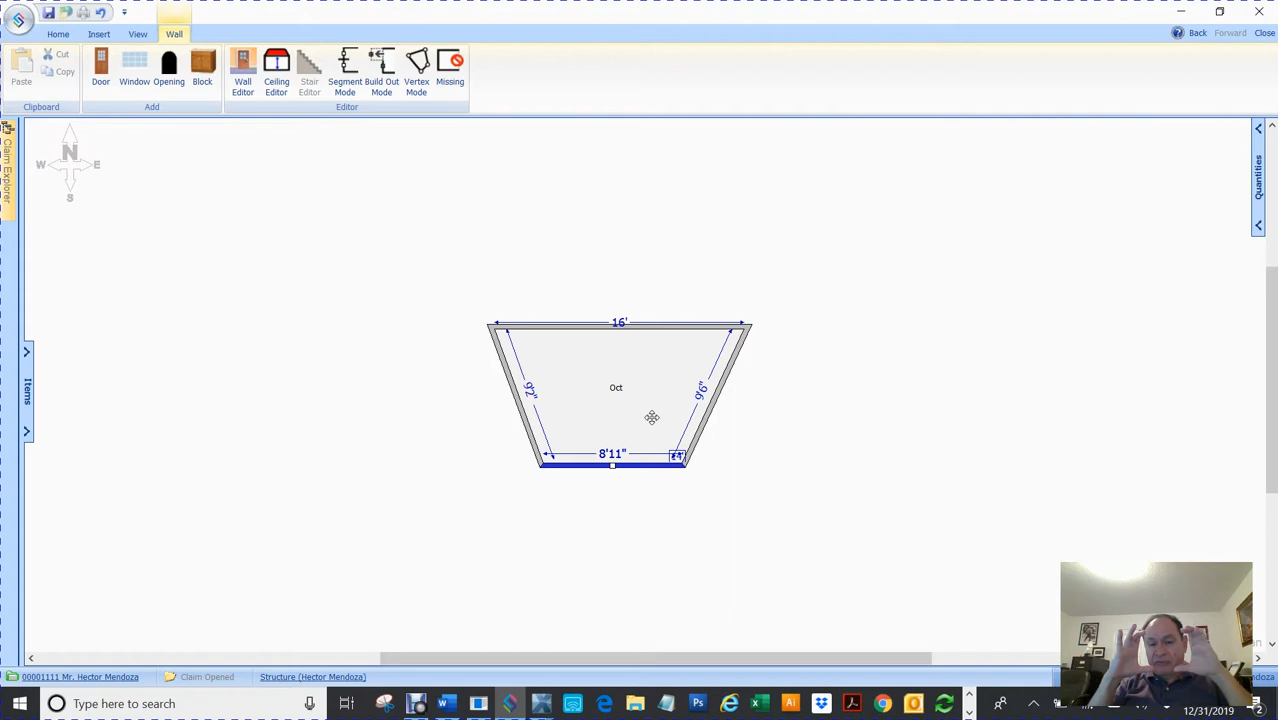 Home Insert View Wall
Back Forward Close
Paste Cut Copy Clipboard
Door Window Opening Block Add
Wall Editor Ceiling Editor Stair Editor Segment Mode Build Out Mode Vertex Mode Missing Editor
Claim Explorer
N
W E
S
Quantities
Items
16'
9'2"
Oct
9'6"
8'11"
00001111 Mr. Hector Mendoza Claim Opened Structure (Hector Mendoza)
Type here to search
12/31/2019